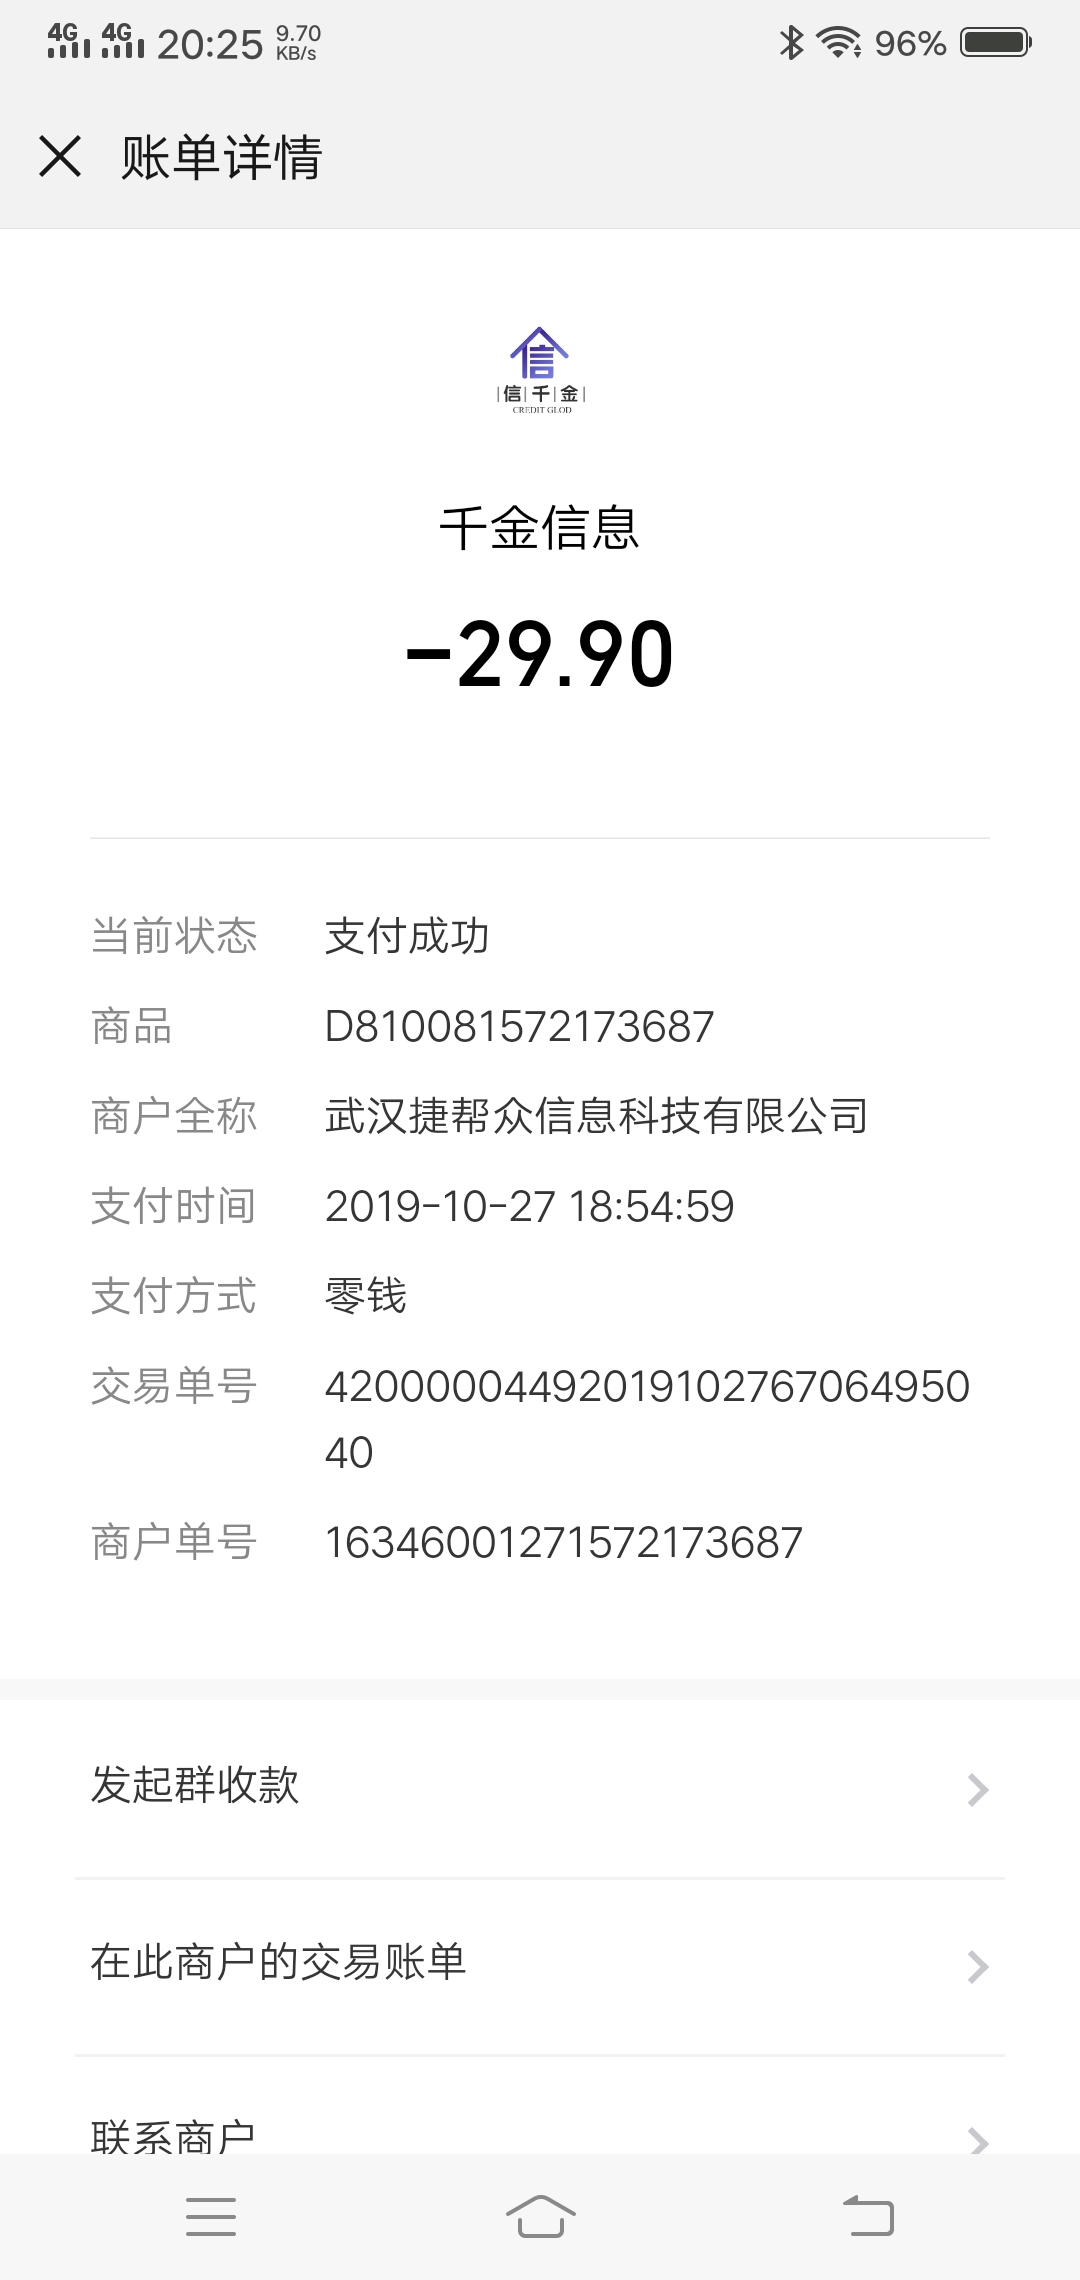 4G 4G 20:25 9.70 KB/s 96%
账单详情
信
|信|千|金|
CREDIT GLOD
千金信息
-29.90
当前状态 支付成功
商品 D810081572173687
商户全称 武汉捷帮众信息科技有限公司
支付时间 2019-10-27 18:54:59
支付方式 零钱
交易单号 42000004492019102767064950
40
商户单号 16346001271572173687
发起群收款
在此商户的交易账单
联系商户